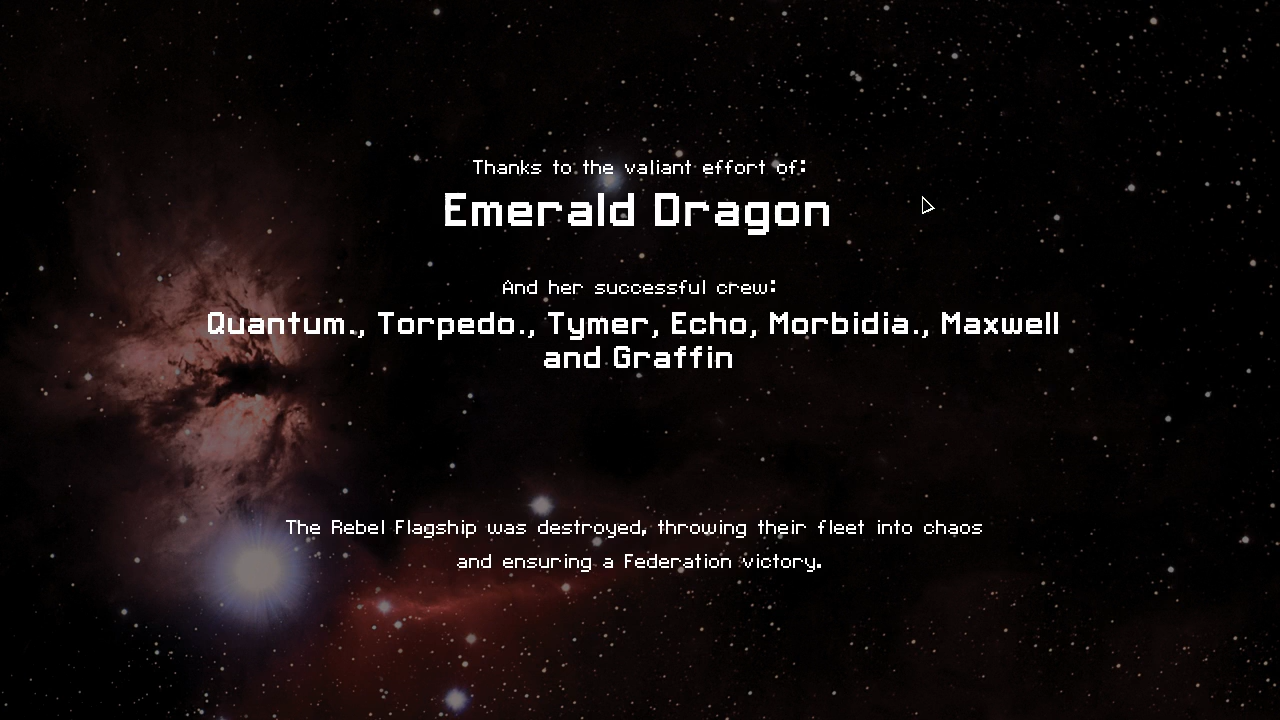 Thanks to the valiant effort of:
Emerald Dragon
And her successful crew:
Quantum., Torpedo., Tymer, Echo, Morbidia., Maxwell
and Graffin
The Rebel Flagship was destroyed, throwing their fleet into chaos
and ensuring a Federation victory.